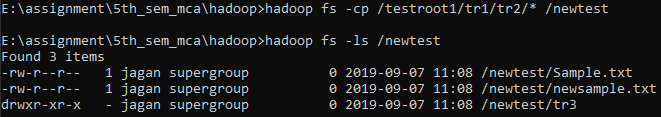 E:\assignment\5th_sem_mca\hadoop>hadoop fs -cp /testroot1/tr1/tr2/* /newtest
E:\assignment\5th_sem_mca\hadoop>hadoop fs -ls /newtest
Found 3 items
-rw-r--r--   1 jagan supergroup          0 2019-09-07 11:08 /newtest/Sample.txt
-rw-r--r--   1 jagan supergroup          0 2019-09-07 11:08 /newtest/newsample.txt
drwxr-xr-x   - jagan supergroup          0 2019-09-07 11:08 /newtest/tr3